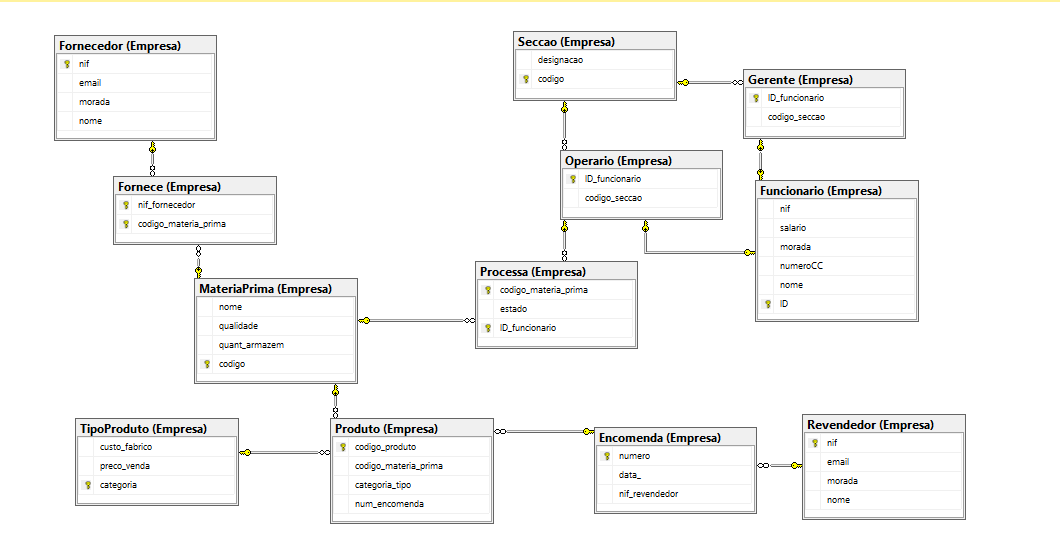 Fornecedor (Empresa)
nif
email
morada
nome
Seccao (Empresa)
designacao
codigo
Gerente (Empresa)
ID_funcionario
codigo_seccao
Fornece (Empresa)
nif_fornecedor
codigo_materia_prima
Operario (Empresa)
ID_funcionario
codigo_seccao
Funcionario (Empresa)
nif
salario
morada
numeroCC
nome
ID
MateriaPrima (Empresa)
nome
qualidade
quant_armazem
codigo
Processa (Empresa)
codigo_materia_prima
estado
ID_funcionario
TipoProduto (Empresa)
custo_fabrico
preco_venda
categoria
Produto (Empresa)
codigo_produto
codigo_materia_prima
categoria_tipo
num_encomenda
Encomenda (Empresa)
numero
data_
nif_revendedor
Revendedor (Empresa)
nif
email
morada
nome